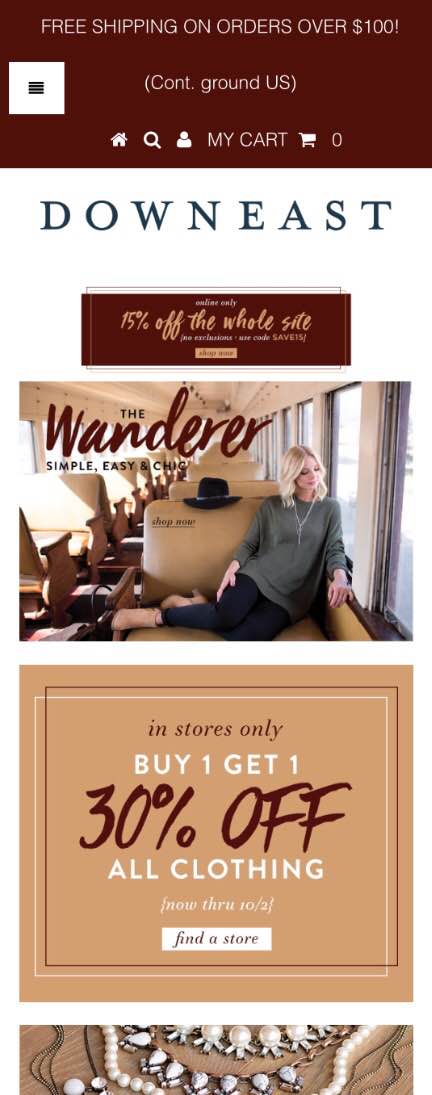 FREE SHIPPING ON ORDERS OVER $100!
(Cont. ground US)
MY CART 0
DOWNEAST
online only
15% off the whole site
{no exclusions · use code SAVE15}
shop now
THE
Wanderer
SIMPLE, EASY & CHIC
shop now
in stores only
BUY 1 GET 1
30% OFF
ALL CLOTHING
{now thru 10/2}
find a store